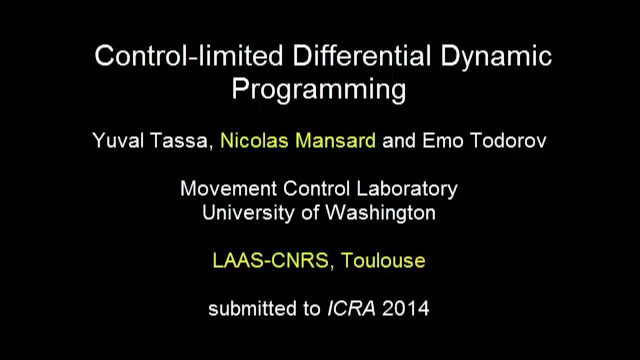 Control-limited Differential Dynamic
Programming
Yuval Tassa, Nicolas Mansard and Emo Todorov
Movement Control Laboratory
University of Washington
LAAS-CNRS, Toulouse
submitted to ICRA 2014